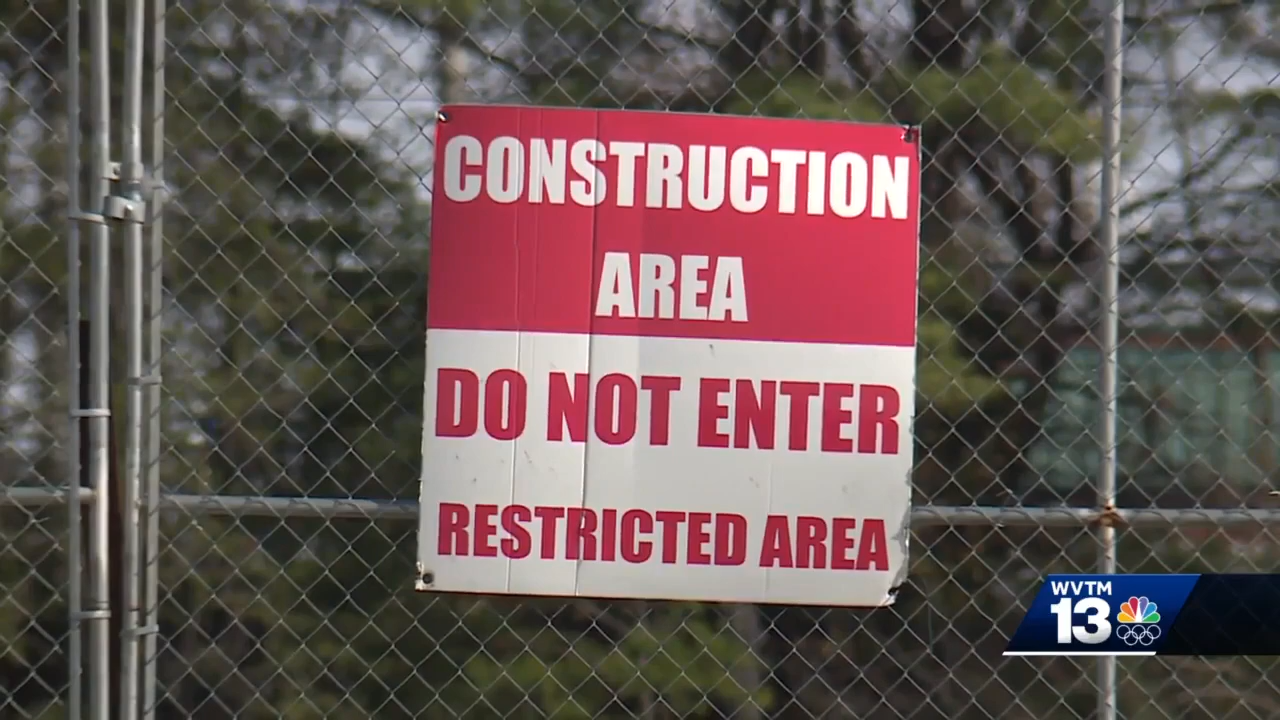 CONSTRUCTION
AREA
DO NOT ENTER
RESTRICTED AREA
WVTM
13